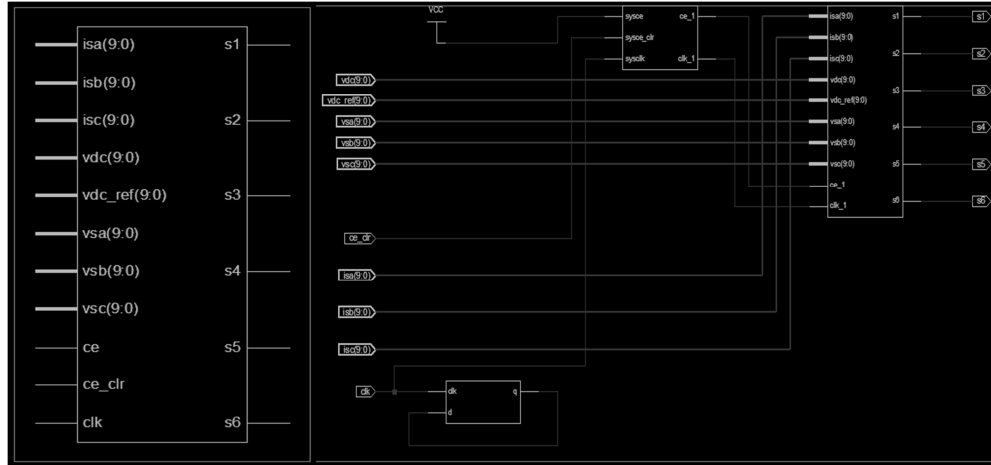 isa(9:0) s1
isb(9:0)
isc(9:0) s2
vdc(9:0)
vdc_ref(9:0) s3
vsa(9:0)
vsb(9:0) s4
vsc(9:0)
ce s5
ce_clr
clk s6
VCC
sysce ce_1
sysce_clr
sysclk clk_1
vdc(9:0)
vdc_ref(9:0)
vsa(9:0)
vsb(9:0)
vsc(9:0)
ce_clr
isa(9:0)
isb(9:0)
isc(9:0)
clk
clk q
d
isa(9:0) s1
isb(9:0)
s2
isc(9:0)
vdc(9:0)
s3
vdc_ref(9:0)
vsa(9:0)
s4
vsb(9:0)
vsc(9:0) s5
ce_1
clk_1 s6
s1
s2
s3
s4
s5
s6